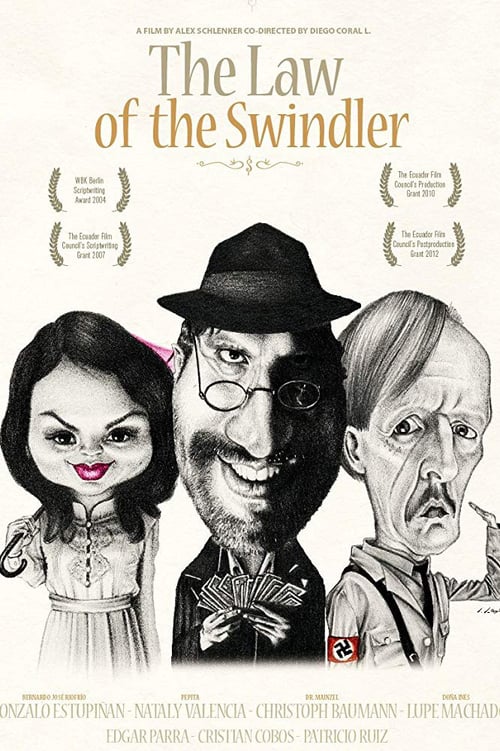 A FILM BY ALEX SCHLENKER CO-DIRECTED BY DIEGO CORAL L.
The Law
of the Swindler
WBK Berlin
Scriptwriting
Award 2004
The Ecuador Film
Council's Scriptwriting
Grant 2007
The Ecuador Film
Council's Production
Grant 2010
The Ecuador Film
Council's Postproduction
Grant 2012
BERNARDO JOSÉ RIOFRÍO PEPITA DR. MAINZEL DOÑA INÉS
ONZALO ESTUPIÑAN - NATALY VALENCIA - CHRISTOPH BAUMANN - LUPE MACHADO
EDGAR PARRA - CRISTIAN COBOS - PATRICIO RUIZ